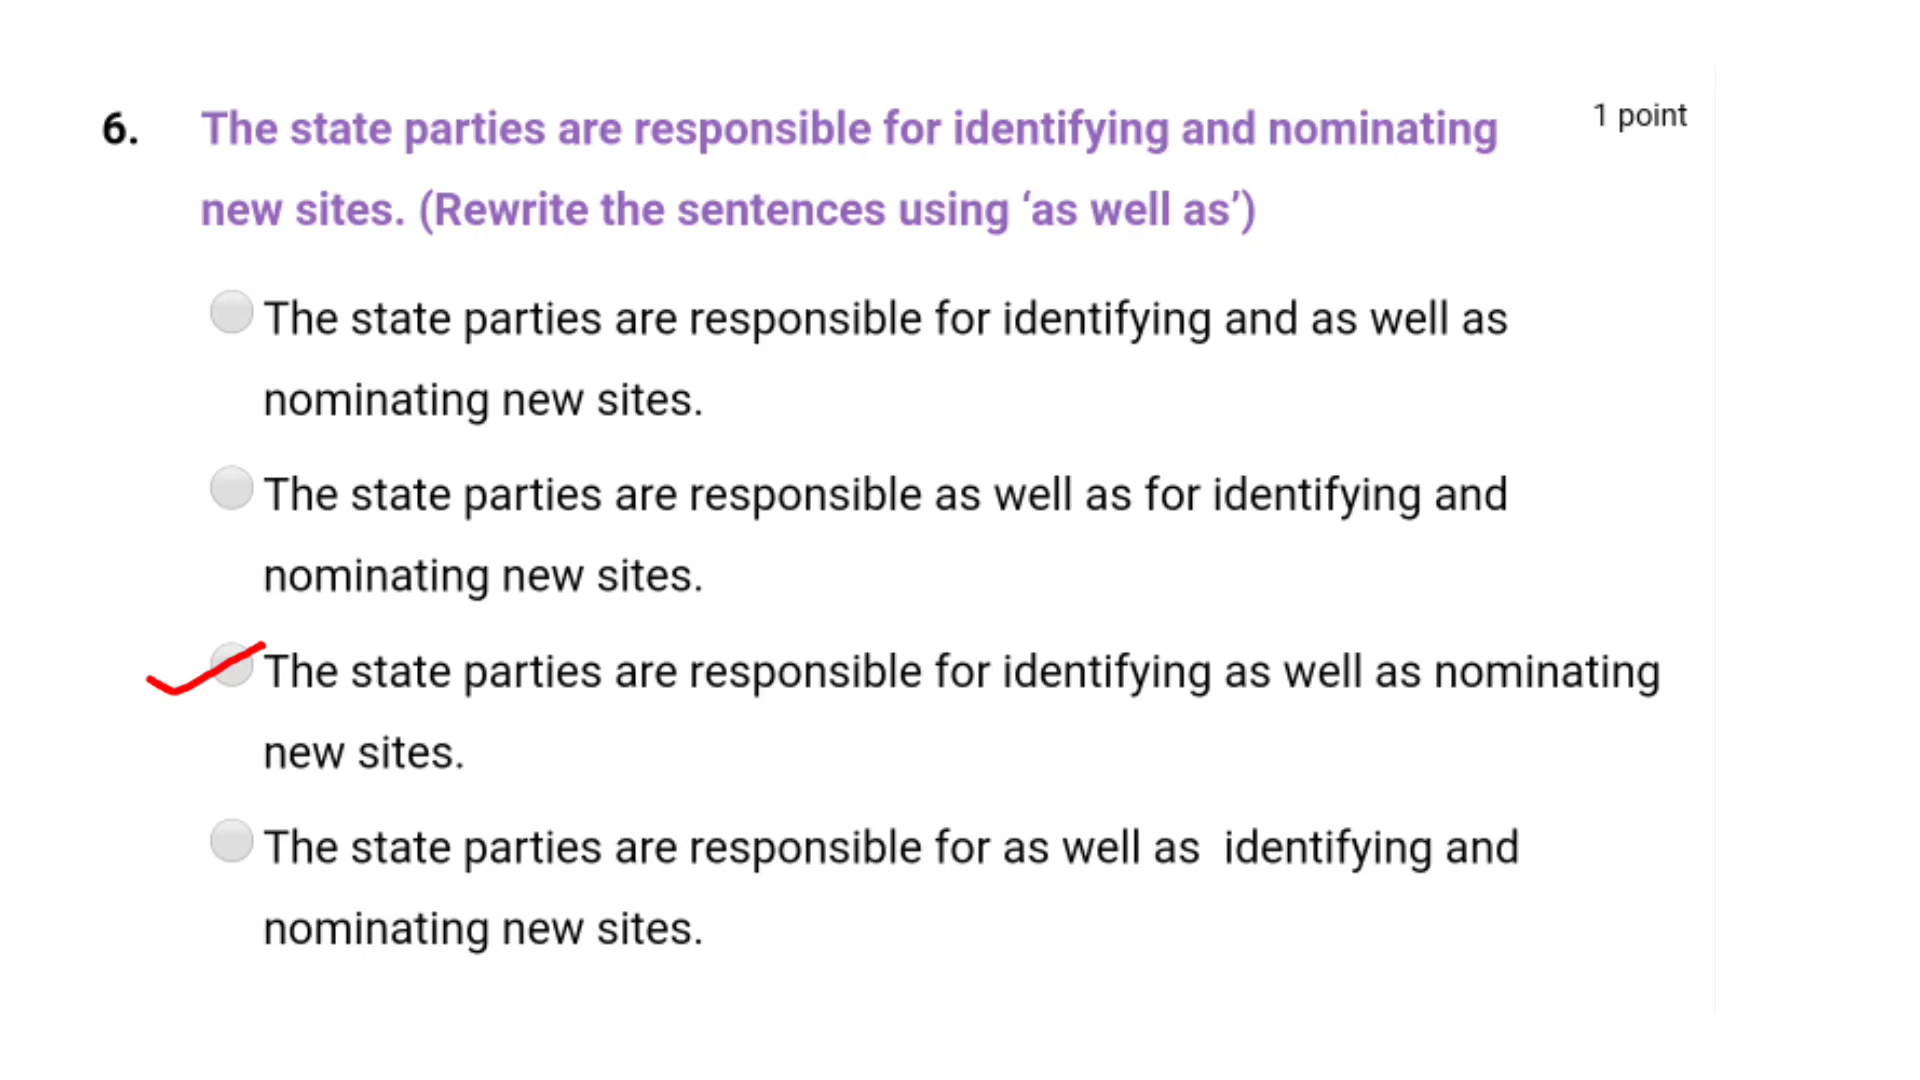 6. The state parties are responsible for identifying and nominating 1 point
new sites. (Rewrite the sentences using ‘as well as’)
The state parties are responsible for identifying and as well as
nominating new sites.
The state parties are responsible as well as for identifying and
nominating new sites.
The state parties are responsible for identifying as well as nominating
new sites.
The state parties are responsible for as well as identifying and
nominating new sites.